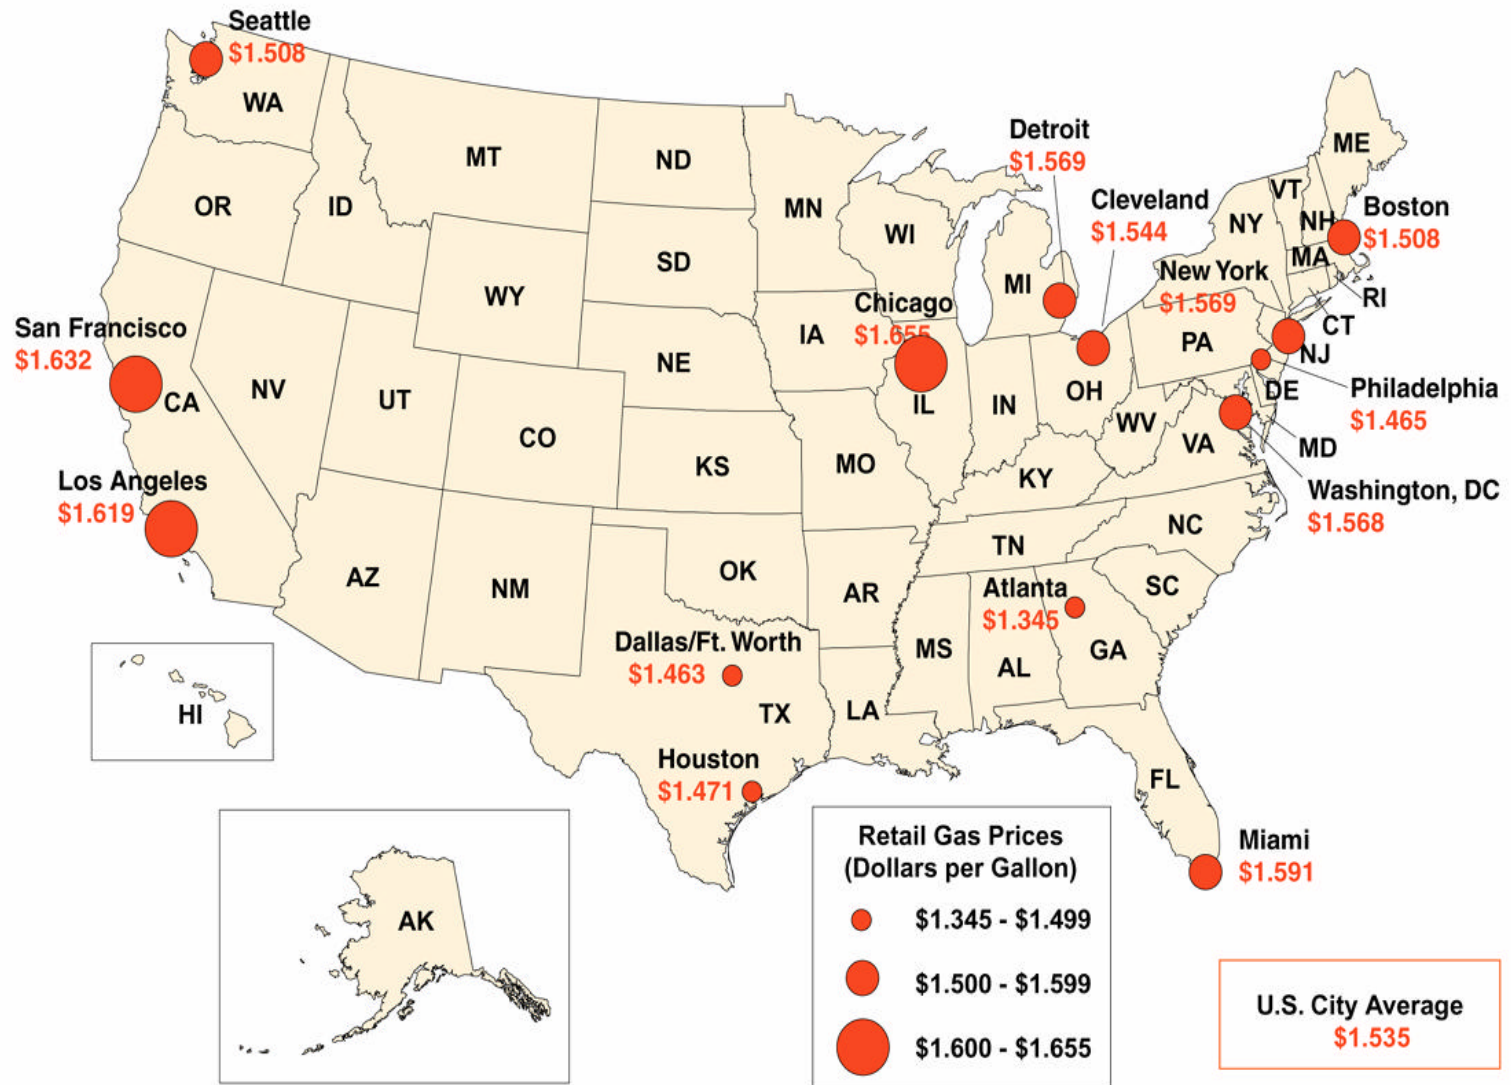 Seattle
$1.508
WA
MT
ND
MN
OR
ID
WI
SD
WY
MI
Detroit
$1.569
Cleveland
$1.544
ME
VT
NH
NY
Boston
$1.508
MA
RI
CT
New York
$1.569
NJ
PA
Chicago
$1.655
IA
San Francisco
$1.632
CA
NV
UT
NE
CO
IL
IN
OH
DE
Philadelphia
$1.465
WV
VA
MD
KS
MO
KY
Los Angeles
$1.619
Washington, DC
$1.568
NC
TN
AZ
NM
OK
AR
Atlanta
$1.345
SC
MS
AL
GA
Dallas/Ft. Worth
$1.463
TX
LA
HI
Houston
$1.471
FL
Miami
$1.591
AK
Retail Gas Prices
(Dollars per Gallon)
$1.345 - $1.499
$1.500 - $1.599
$1.600 - $1.655
U.S. City Average
$1.535